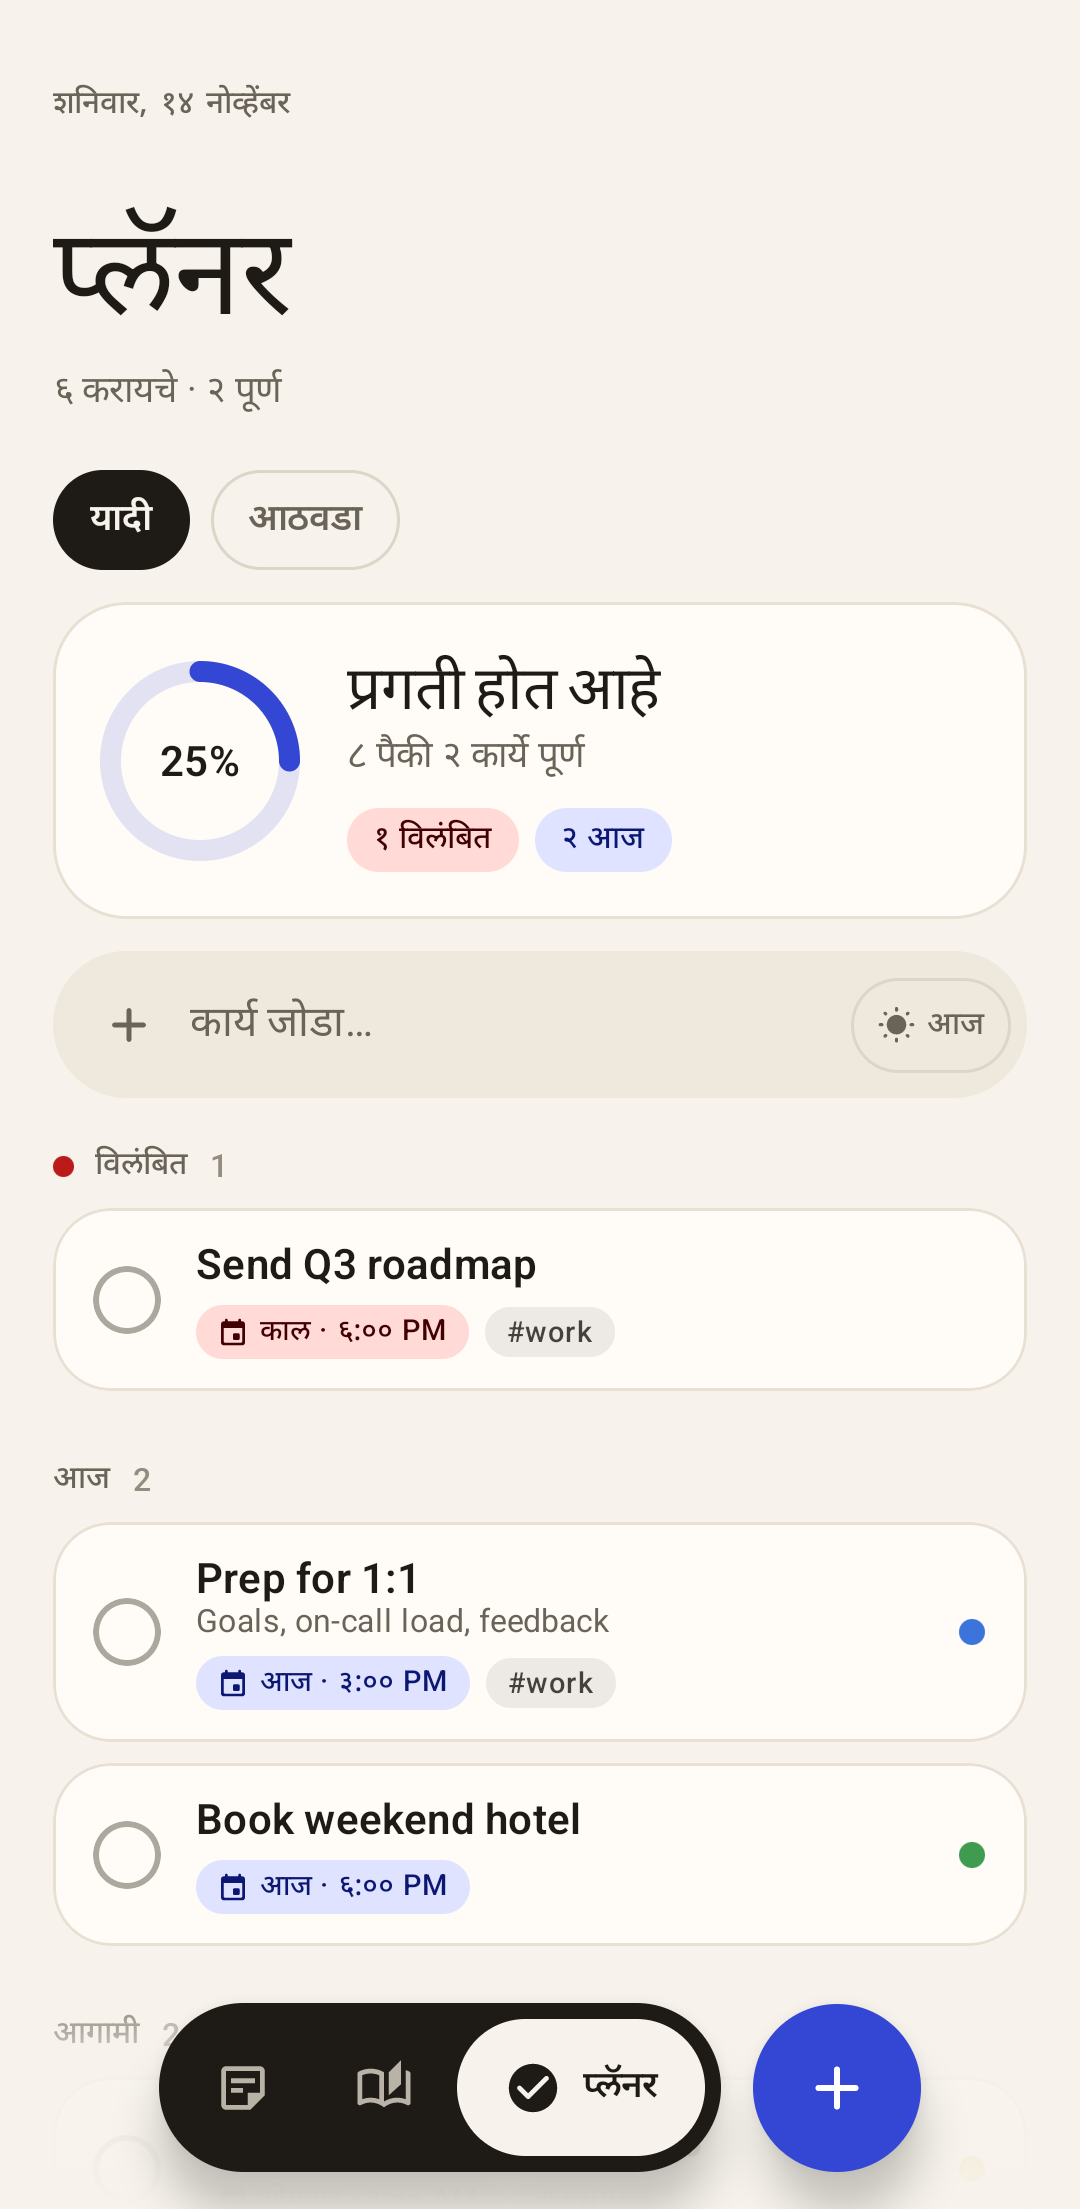 शनिवार, १४ नोव्हेंबर
प्लॅनर
६ करायचे · २ पूर्ण
यादी आठवडा
25%
प्रगती होत आहे
८ पैकी २ कार्ये पूर्ण
१ विलंबित २ आज
कार्य जोडा... आज
विलंबित 1
Send Q3 roadmap
काल · ६:०० PM #work
आज 2
Prep for 1:1
Goals, on-call load, feedback
आज · ३:०० PM #work
Book weekend hotel
आज · ६:०० PM
आगामी 2
प्लॅनर